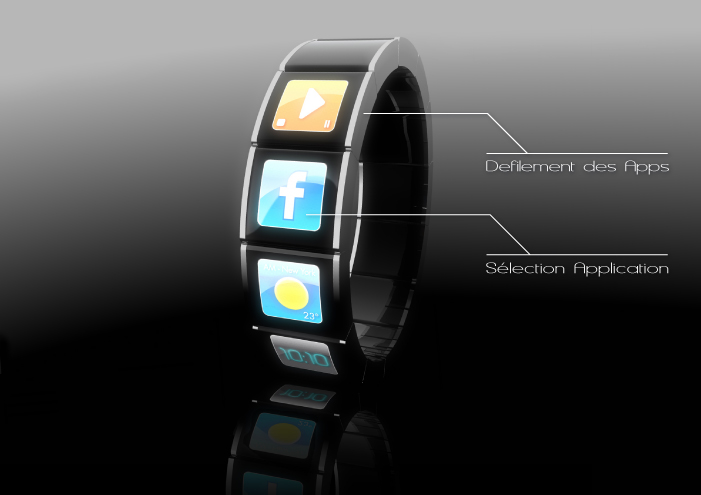 Defilement des Apps
f
Sélection Application
23°
10:10